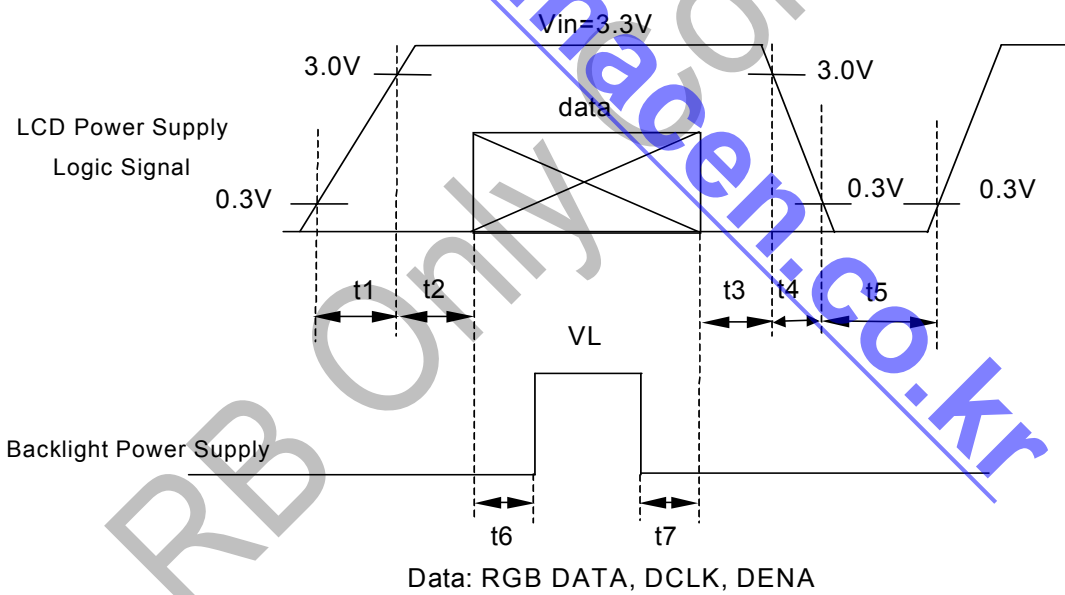 Vin=3.3V
3.0V
3.0V
data
LCD Power Supply
Logic Signal
0.3V
0.3V
0.3V
t1
t2
t3
t4
t5
VL
Backlight Power Supply
t6
t7
Data: RGB DATA, DCLK, DENA
RB Only
nacen.co.kr